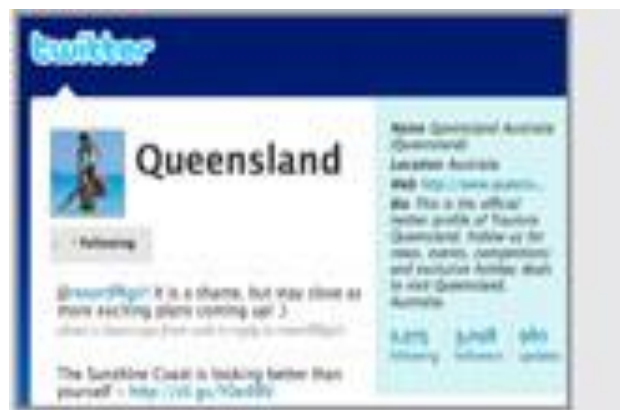 twitter
Queensland
Following
It is a shame, but may close as
more exciting plans coming up! :)
The Sunshine Coast is looking better than
yourself - http://
Name Queensland Australia
(Queensland)
Location Australia
Web http://www.
Bio This is the official
twitter profile of Tourism
Queensland. Follow us for
news, events, competitions
and exclusive holiday deals
to visit Queensland,
Australia.
following followers updates